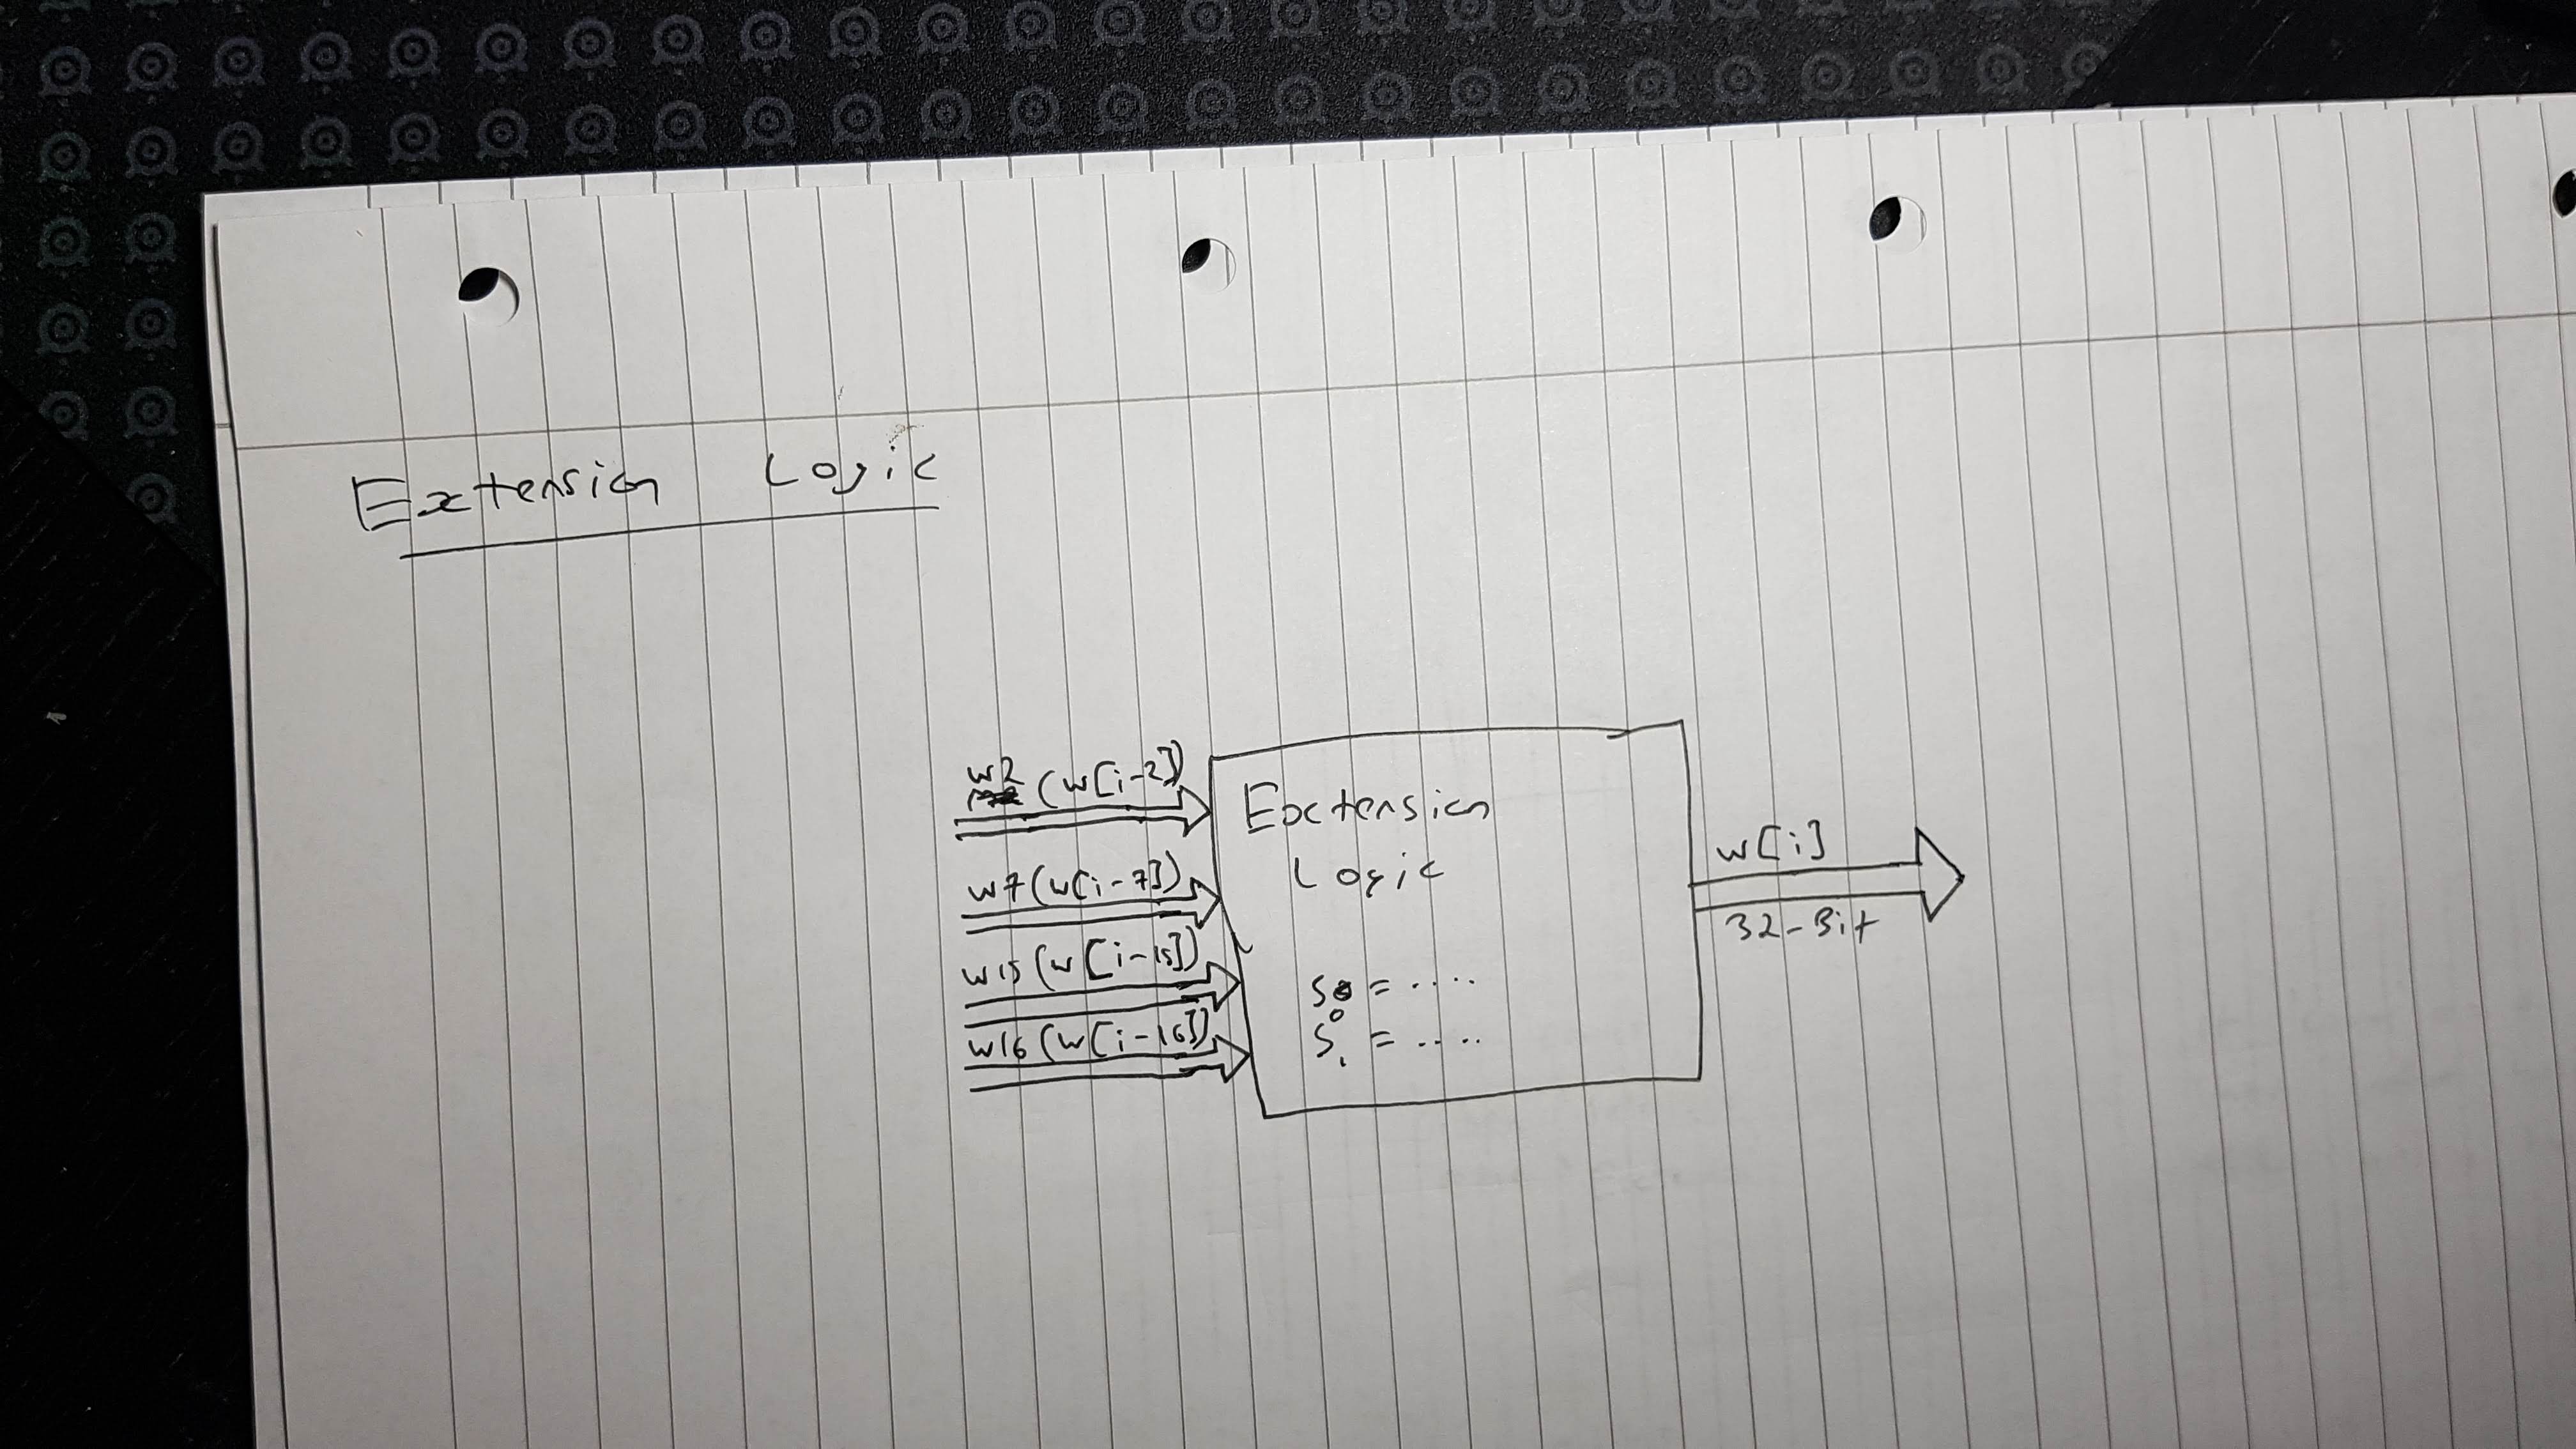 Extension Logic
w2 (w[i-2])
w7 (w[i-7])
w15 (w[i-15])
w16 (w[i-16])
Extension
Logic
S0 = ....
S1 = ....
w[i]
32-Bit